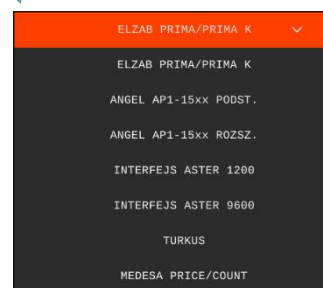 ELZAB PRIMA/PRIMA K
ELZAB PRIMA/PRIMA K
ANGEL AP1-15xx PODST.
ANGEL AP1-15xx ROZSZ.
INTERFEJS ASTER 1200
INTERFEJS ASTER 9600
TURKUS
MEDESA PRICE/COUNT